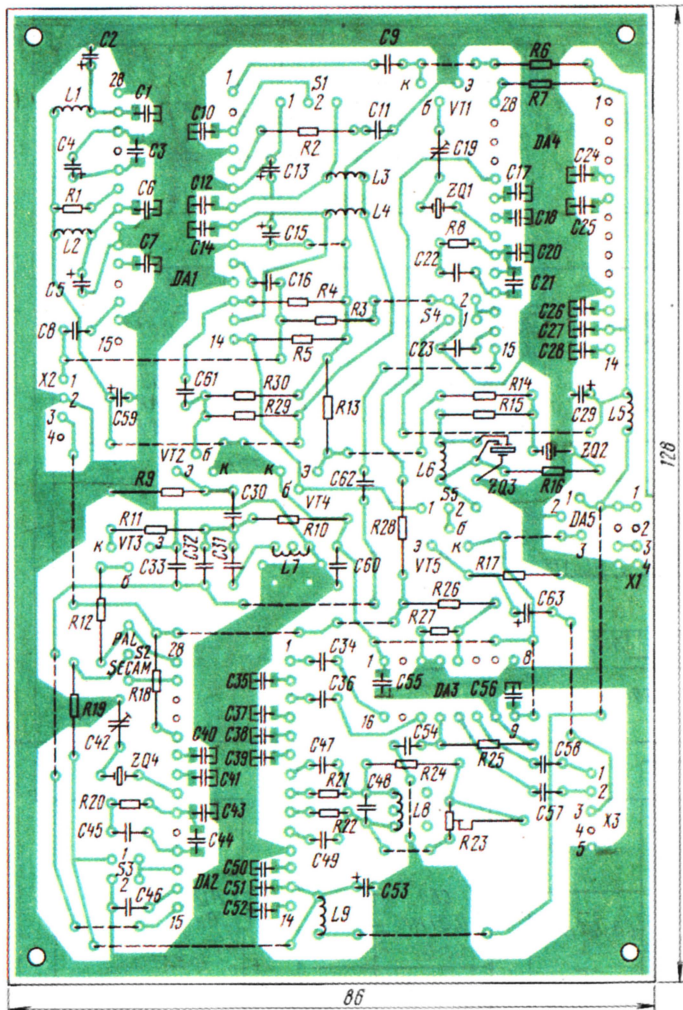 C2
C9
R6
28
1
S1
К
Э
R7
L1
C1
C10
1
2
C11
б
VT1
28
1
C4
C3
R2
C19
DA4
C13
C17
C24
R1
C6
C12
L3
ZQ1
C18
C25
L2
C14
L4
R8
C20
C7
C15
C22
C21
C5
DA1
C16
R4
2
C26
C8
R3
S4
1
C27
14
R5
C23
15
C28
15
14
X2
1
C61
R30
R14
2
C59
R29
R13
R15
C29
L5
3
4
VT2
б
L6
ZQ2
Э
К
К
Э
C62
ZQ3
R16
R9
C30
б
VT4
S5
1
1
1
R11
R10
R28
2
2
DA5
2
К
VT3
Э
C32
C31
б
3
3
C33
L7
C60
Э
К
R17
4
VT5
X1
б
R12
R26
C63
R27
PAL
S2
28
1
C34
SECAM
1
8
R18
C35
C36
C55
DA3
C56
R19
C37
16
C42
C40
C38
C54
9
C39
C47
R25
C58
ZQ4
C41
R24
1
R21
C48
R20
C43
C57
2
R22
L8
3
X3
C45
C44
R23
4
C49
5
1
S3
C50
2
DA2
C51
C53
C46
15
C52
14
L9
128
86